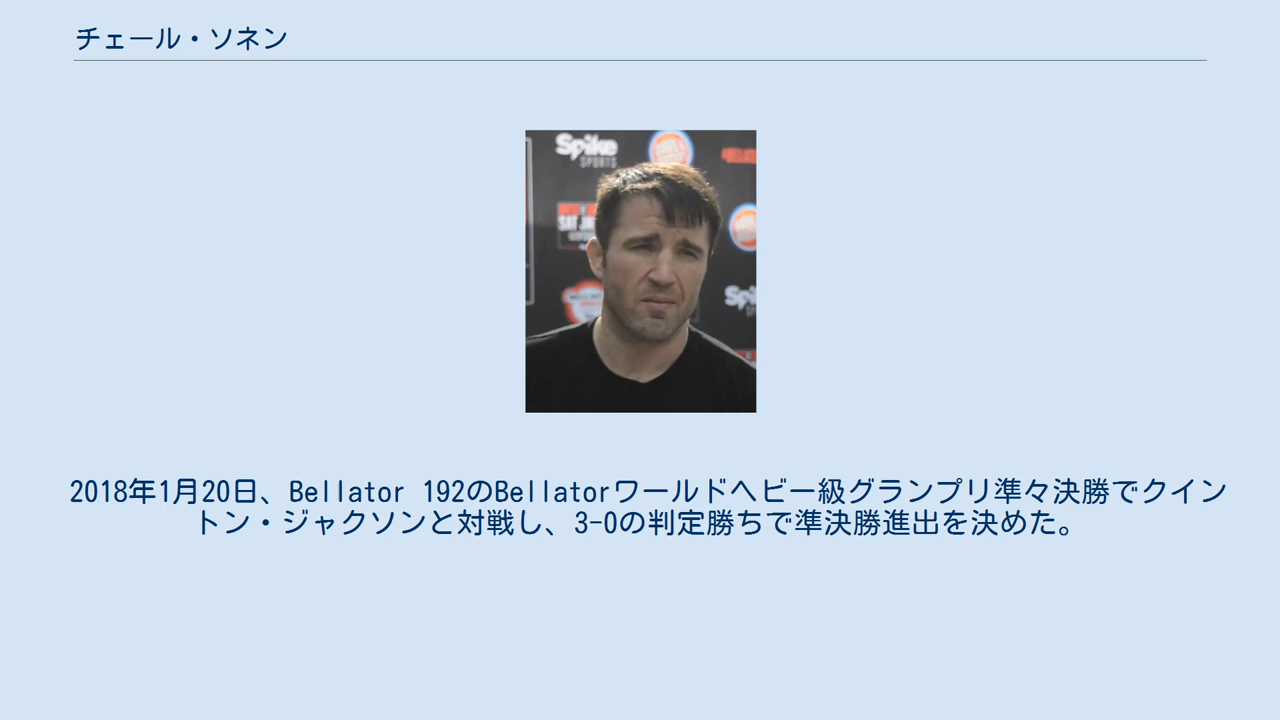 チェール・ソネン
Spike
SPORTS
2018年1月20日、Bellator 192のBellatorワールドヘビー級グランプリ準々決勝でクイン
トン・ジャクソンと対戦し、3-0の判定勝ちで準決勝進出を決めた。